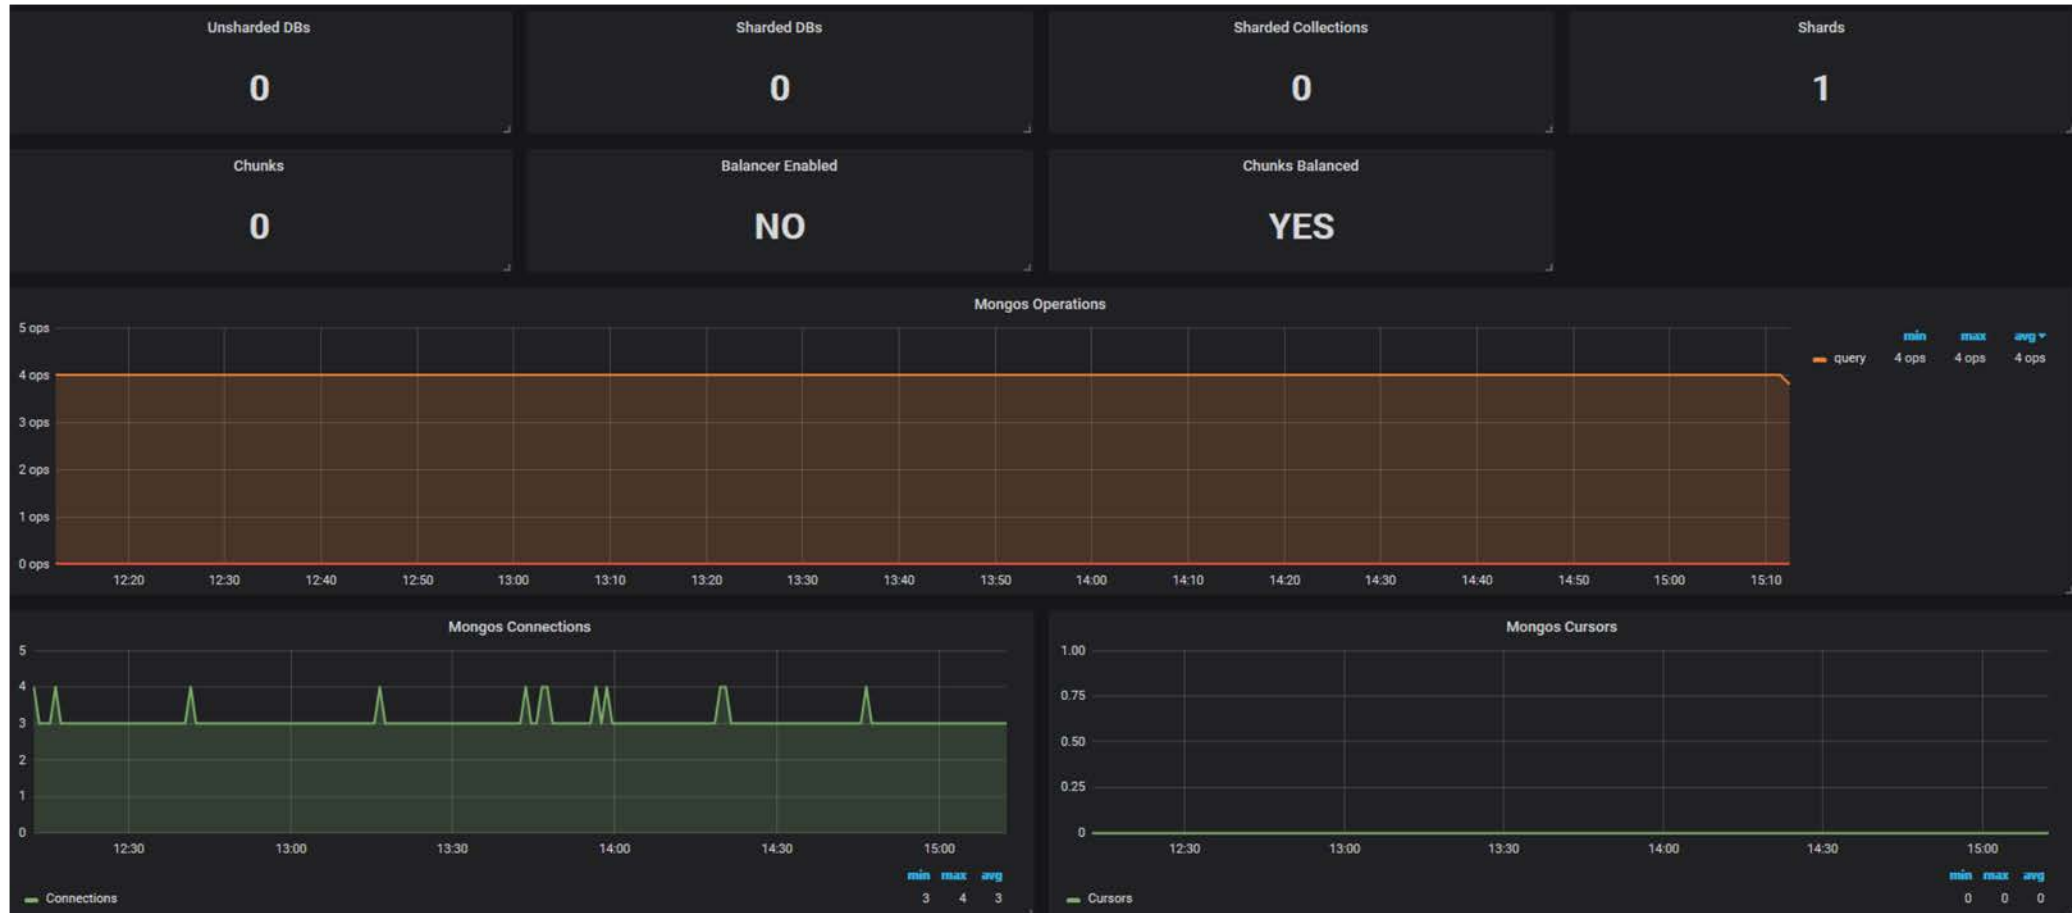 Unsharded DBs
0
Sharded DBs
0
Sharded Collections
0
Shards
1
Chunks
0
Balancer Enabled
NO
Chunks Balanced
YES
Mongos Operations
5 ops
4 ops
3 ops
2 ops
1 ops
0 ops
12:20 12:30 12:40 12:50 13:00 13:10 13:20 13:30 13:40 13:50 14:00 14:10 14:20 14:30 14:40 14:50 15:00 15:10
min max avg
query 4 ops 4 ops 4 ops
Mongos Connections
5
4
3
2
1
0
12:30 13:00 13:30 14:00 14:30 15:00
min max avg
Connections 3 4 3
Mongos Cursors
1.00
0.75
0.50
0.25
0
12:30 13:00 13:30 14:00 14:30 15:00
min max avg
Cursors 0 0 0